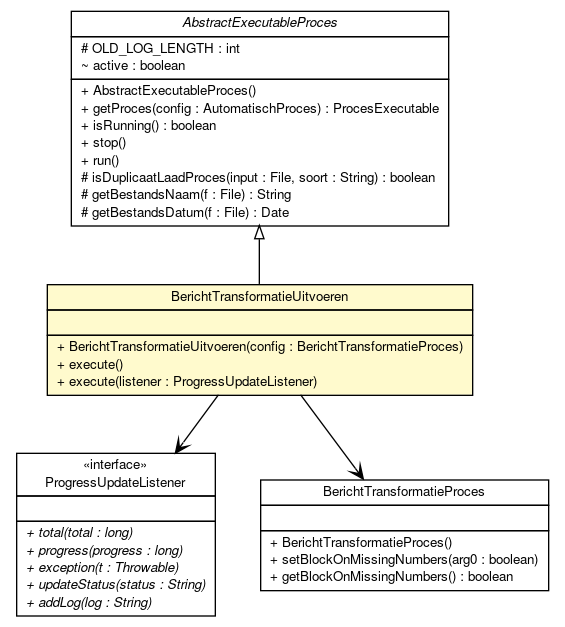 AbstractExecutableProces
# OLD_LOG_LENGTH : int
~ active : boolean
+ AbstractExecutableProces()
+ getProces(config : AutomatischProces) : ProcesExecutable
+ isRunning() : boolean
+ stop()
+ run()
# isDuplicaatLaadProces(input : File, soort : String) : boolean
# getBestandsNaam(f : File) : String
# getBestandsDatum(f : File) : Date
BerichtTransformatieUitvoeren
+ BerichtTransformatieUitvoeren(config : BerichtTransformatieProces)
+ execute()
+ execute(listener : ProgressUpdateListener)
«interface»
ProgressUpdateListener
+ total(total : long)
+ progress(progress : long)
+ exception(t : Throwable)
+ updateStatus(status : String)
+ addLog(log : String)
BerichtTransformatieProces
+ BerichtTransformatieProces()
+ setBlockOnMissingNumbers(arg0 : boolean)
+ getBlockOnMissingNumbers() : boolean